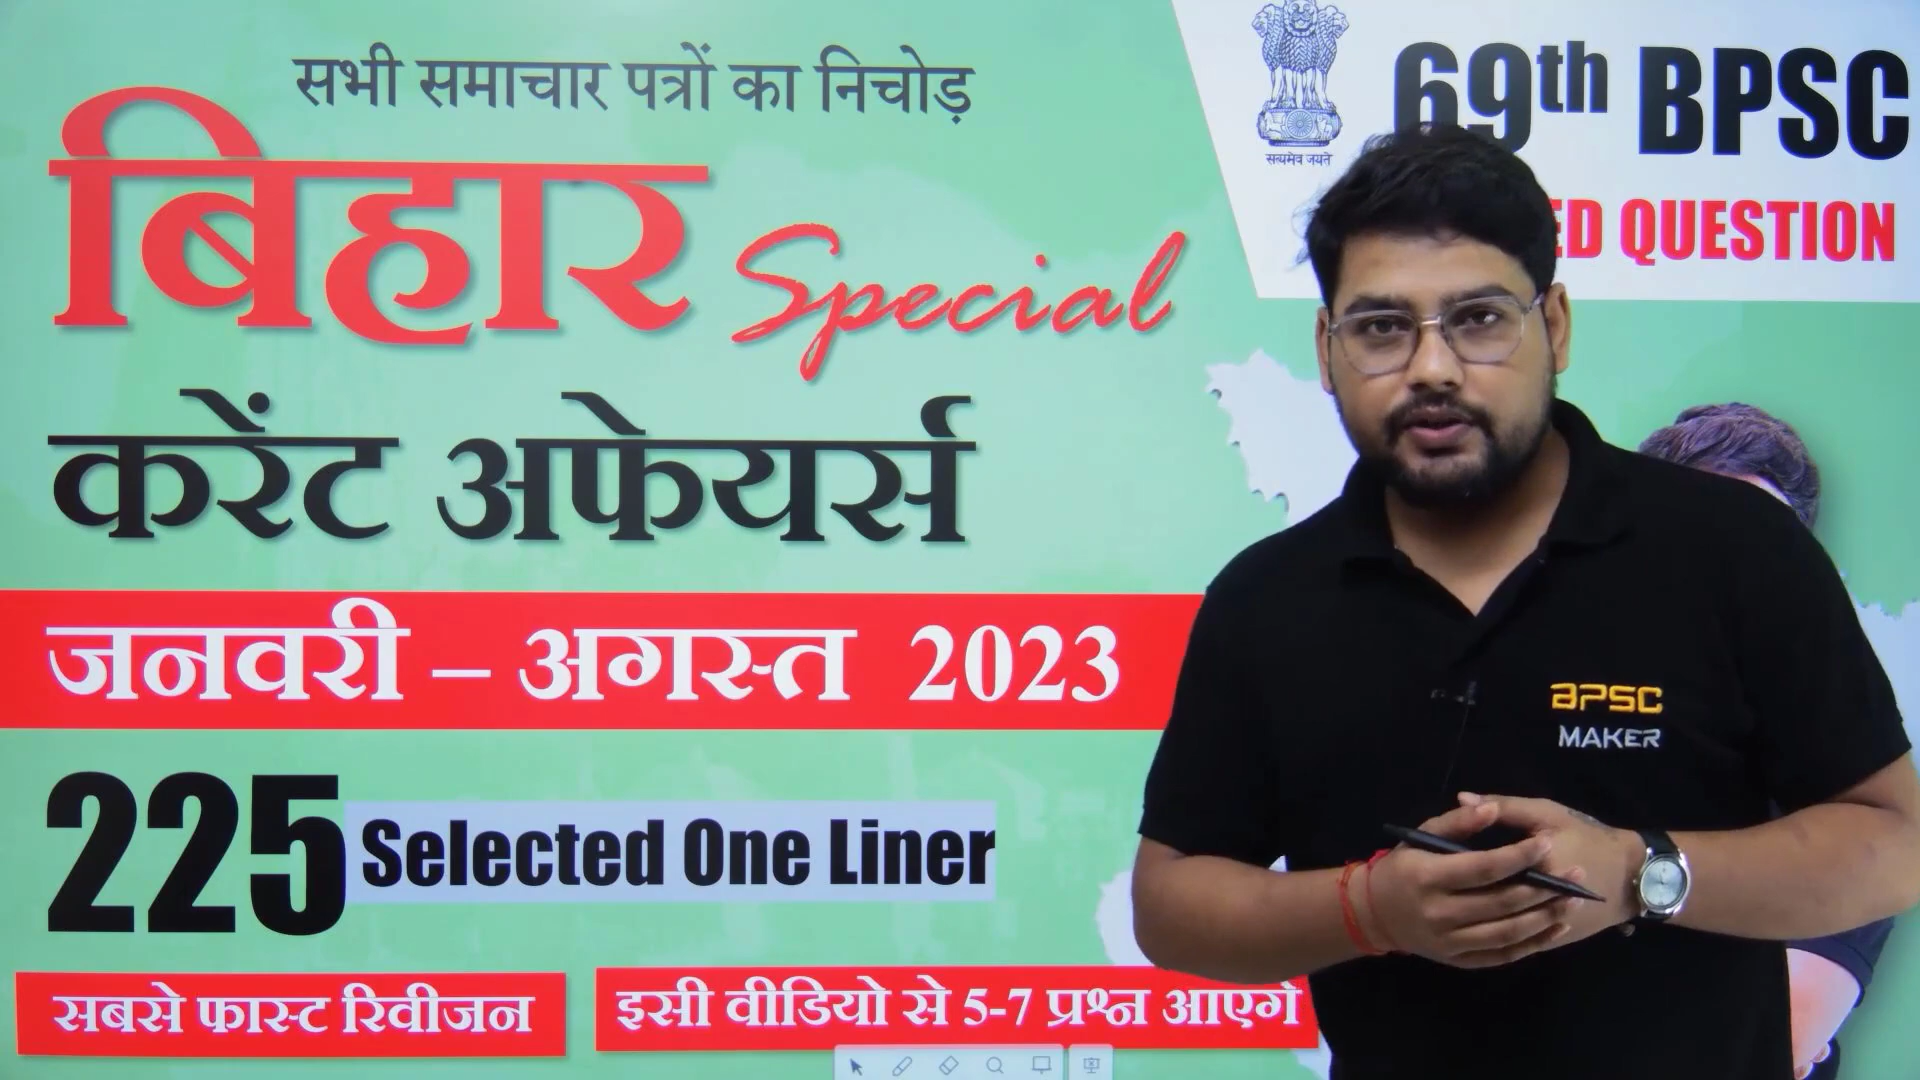 सभी समाचार पत्रों का निचोड़
बिहार Special
करेंट अफेयर्स
जनवरी – अगस्त 2023
225 Selected One Liner
सबसे फास्ट रिवीजन
इसी वीडियो से 5-7 प्रश्न आएगें
सत्यमेव जयते
69th BPSC
QUESTION
BPSC
MAKER